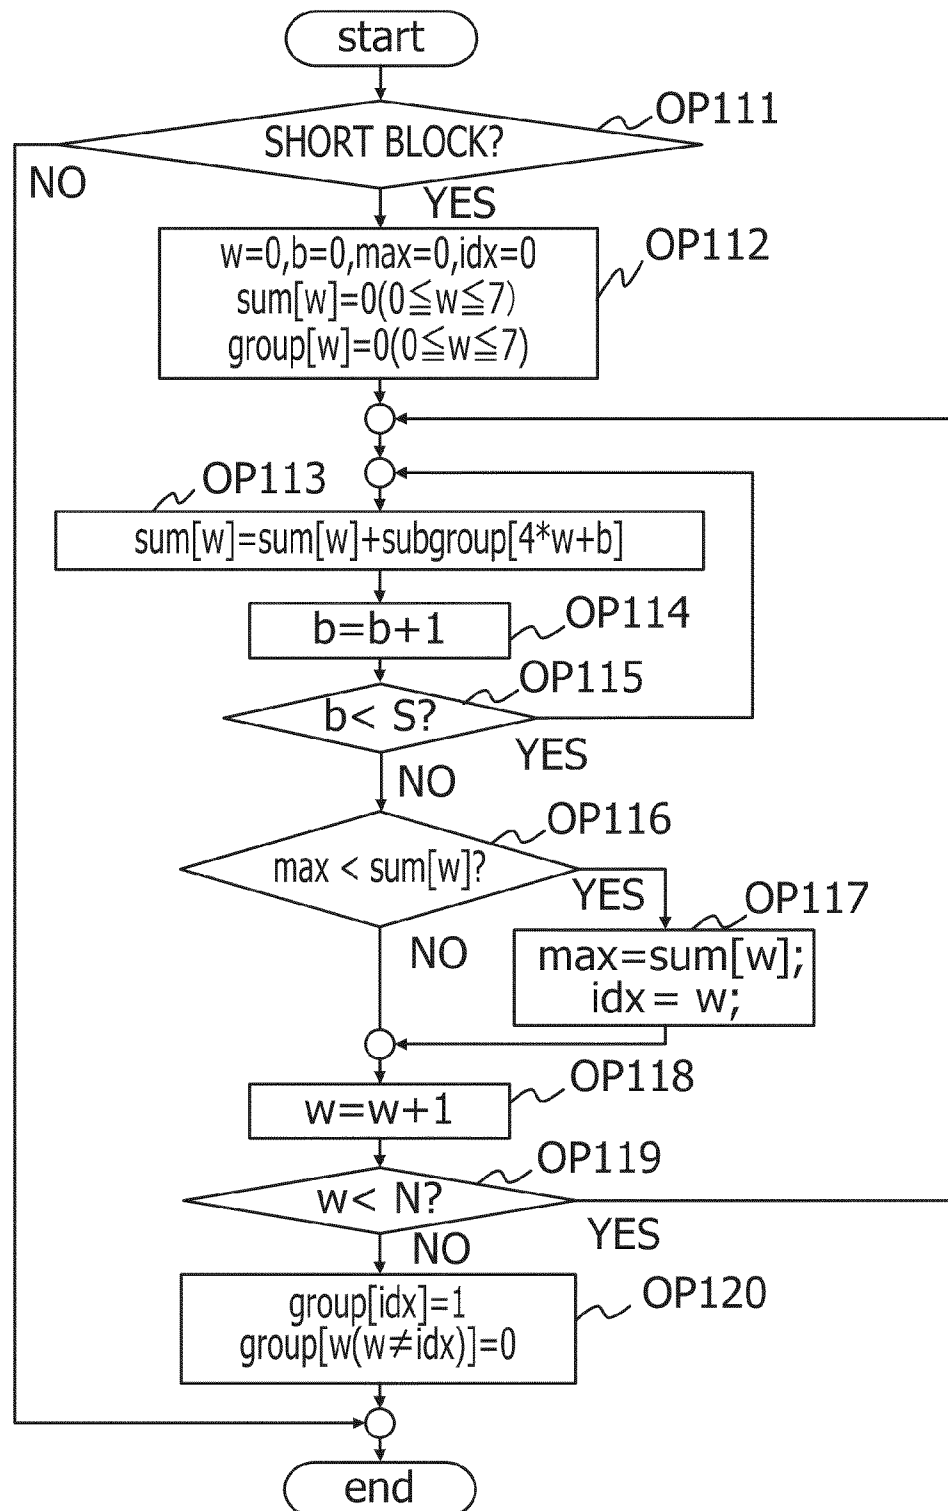 start
OP111
SHORT BLOCK?
NO
YES
OP112
w=0,b=0,max=0,idx=0
sum[w]=0(0≦w≦7)
group[w]=0(0≦w≦7)
OP113
sum[w]=sum[w]+subgroup[4*w+b]
OP114
b=b+1
OP115
b< S?
YES
NO
OP116
max < sum[w]?
YES
OP117
NO
max=sum[w];
idx = w;
OP118
w=w+1
OP119
w< N?
YES
NO
OP120
group[idx]=1
group[w(w≠idx)]=0
end